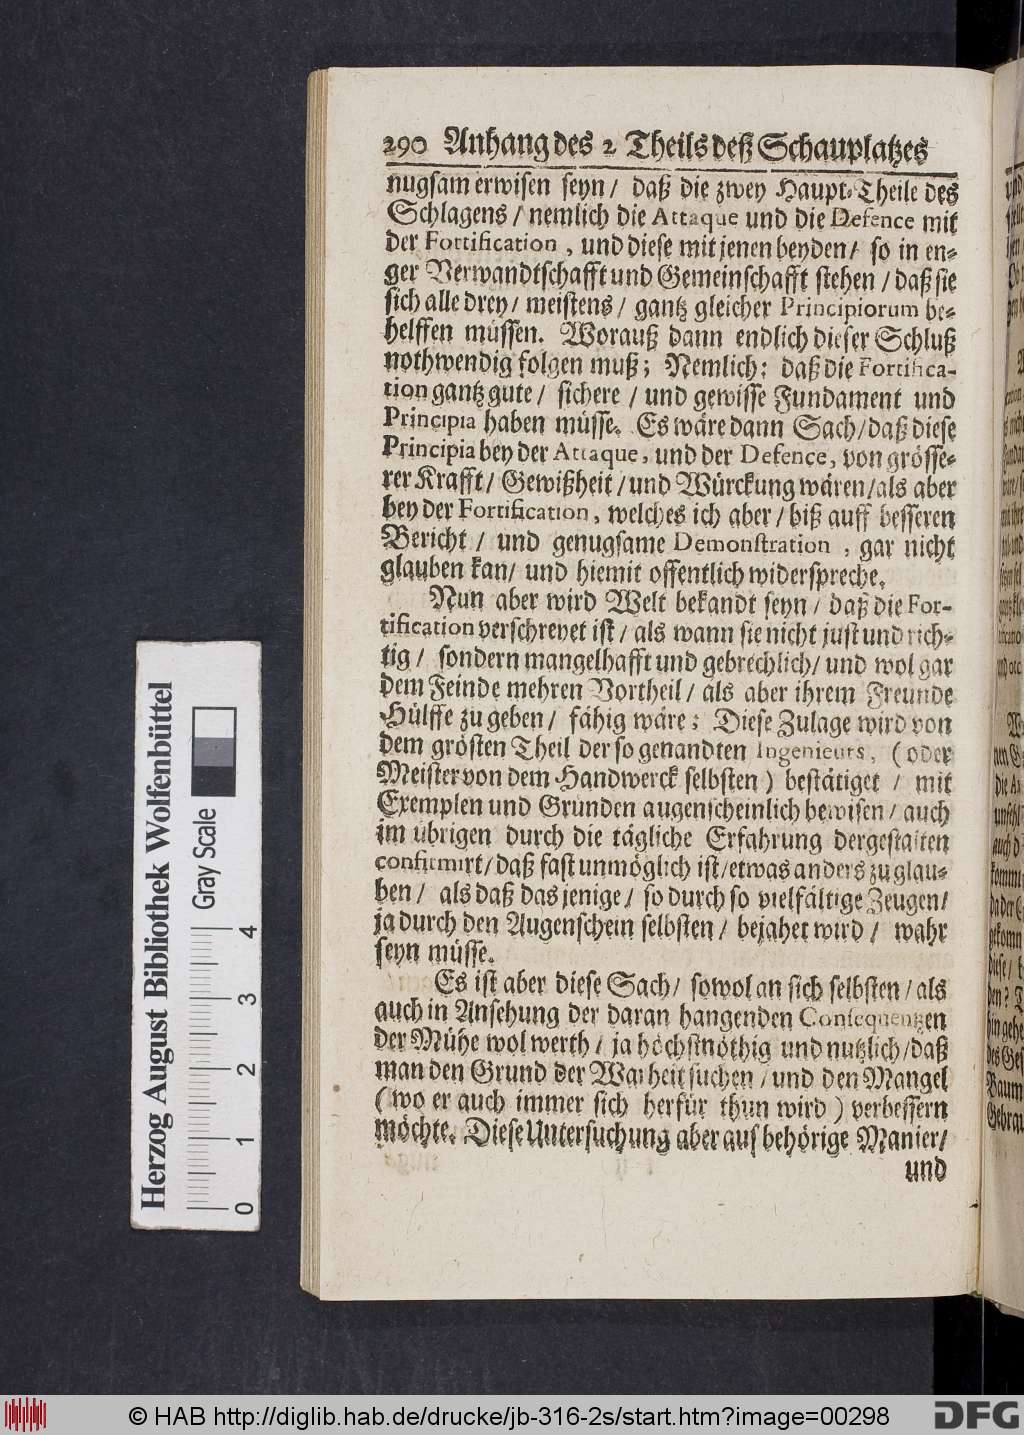 290 Anhang des 2 Theils deß Schauplatzes
nugsam erwisen seyn / daß die zwey Haupt-Theile des
Schlagens / nemlich die Attaque und die Defence mit
der Fortification , und diese mit jenen beyden / so in en-
ger Verwandtschafft und Gemeinschafft stehen / daß sie
sich alle drey / meistens / gantz gleicher Principiorum be-
helffen müssen. Worauß dann endlich dieser Schluß
nothwendig folgen muß; Nemlich: daß die Fortifica-
tion gantz gute / sichere / und gewisse Fundament und
Principia haben müsse. Es wäre dann Sach / daß diese
Principia bey der Attaque, und der Defence, von grösse-
rer Krafft / Gewißheit / und Würckung wären / als aber
bey der Fortification, welches ich aber / biß auff besseren
Bericht / und genugsame Demonstration , gar nicht
glauben kan / und hiemit offentlich widerspreche.
Nun aber wird Welt bekandt seyn / daß die For-
tification verschreyet ist / als wann sie nicht just und rich-
tig / sondern mangelhafft und gebrechlich / und wol gar
dem Feinde mehren Vortheil / als aber ihrem Freunde
Hülffe zu geben / fähig wäre; Diese Zulage wird von
dem grösten Theil der so genandten Ingenieurs, ( oder
Meister von dem Handwerck selbsten ) bestätiget / mit
Exemplen und Gründen augenscheinlich bewisen / auch
im übrigen durch die tägliche Erfahrung dergestalten
confirmirt / daß fast unmöglich ist / etwas anders zu glau-
ben / als daß das jenige / so durch so vielfältige Zeugen /
ja durch den Augenschein selbsten / bejahet wird / wahr
seyn müsse.
Es ist aber diese Sach / sowol an sich selbsten / als
auch in Ansehung der daran hangenden Consequentzen
der Mühe wol werth / ja höchstnöthig und nutzlich / daß
man den Grund der Warheit suchen / und den Mangel
( wo er auch immer sich herfür thun wird ) verbessern
möchte. Diese Untersuchung aber aus behörige Manier /
und
Herzog August Bibliothek Wolfenbüttel
Gray Scale
0 1 2 3 4
© HAB http://diglib.hab.de/drucke/jb-316-2s/start.htm?image=00298
DFG